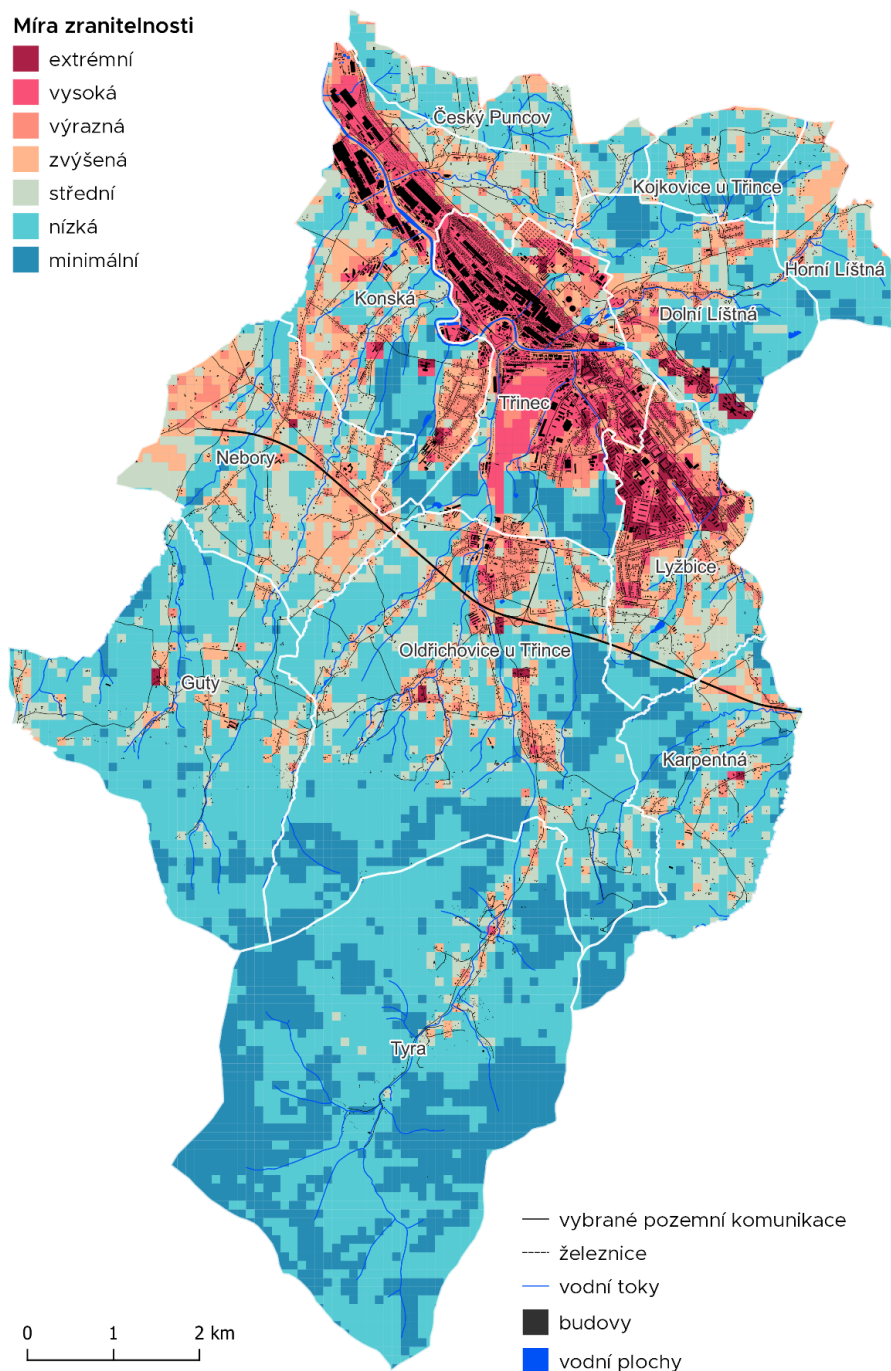 Míra zranitelnosti
extrémní
vysoká
výrazná
zvýšená
střední
nízká
minimální
Český Puncov
Kojkovice u Třince
Horní Líštná
Konská
Dolní Líštná
Třinec
Nebory
Lyžbice
Oldřichovice u Třince
Guty
Karpentná
Tyra
vybrané pozemní komunikace
železnice
vodní toky
budovy
vodní plochy
0 1 2 km